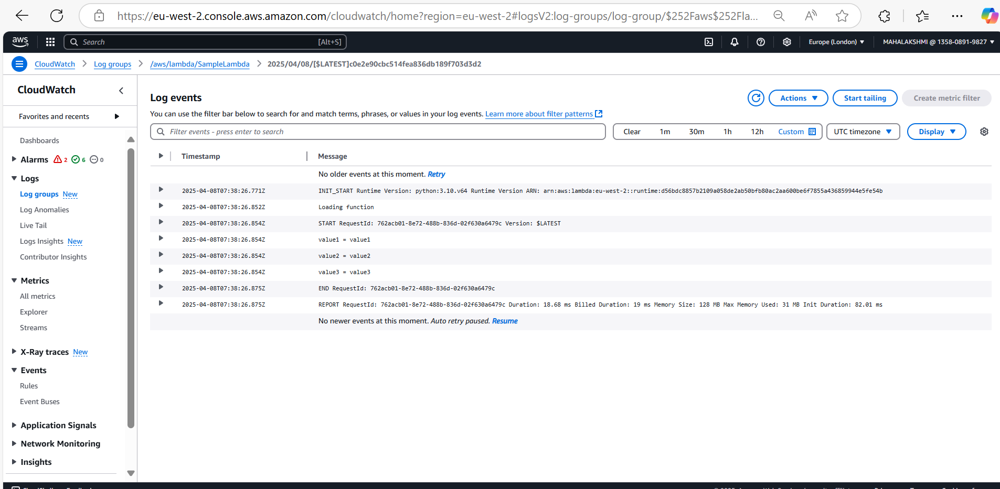 https://eu-west-2.console.aws.amazon.com/cloudwatch/home?region=eu-west-2#logsV2:log-groups/log-group/$252Faws$252Fla...
aws Search [Alt+S] Europe (London) MAHALAKSHMI @ 1358-0891-9827
CloudWatch Log groups /aws/lambda/SampleLambda 2025/04/08/[$LATEST]c0e2e90cbc514fea836db189f703d3d2
CloudWatch
Favorites and recents
Dashboards
Alarms 2 6 0
Logs
Log groups New
Log Anomalies
Live Tail
Logs Insights New
Contributor Insights
Metrics
All metrics
Explorer
Streams
X-Ray traces New
Events
Rules
Event Buses
Application Signals
Network Monitoring
Insights
Log events
Actions Start tailing Create metric filter
You can use the filter bar below to search for and match terms, phrases, or values in your log events. Learn more about filter patterns
Filter events - press enter to search Clear 1m 30m 1h 12h Custom UTC timezone Display
Timestamp Message
No older events at this moment. Retry
2025-04-08T07:38:26.771Z INIT_START Runtime Version: python:3.10.v64 Runtime Version ARN: arn:aws:lambda:eu-west-2::runtime:d56bdc8857b2109a058de2ab50bfb80ac2aa600be6f7855a436859944e5fe54b
2025-04-08T07:38:26.852Z Loading function
2025-04-08T07:38:26.854Z START RequestId: 762acb01-8e72-488b-836d-02f630a6479c Version: $LATEST
2025-04-08T07:38:26.854Z value1 = value1
2025-04-08T07:38:26.854Z value2 = value2
2025-04-08T07:38:26.854Z value3 = value3
2025-04-08T07:38:26.875Z END RequestId: 762acb01-8e72-488b-836d-02f630a6479c
2025-04-08T07:38:26.875Z REPORT RequestId: 762acb01-8e72-488b-836d-02f630a6479c Duration: 18.68 ms Billed Duration: 19 ms Memory Size: 128 MB Max Memory Used: 31 MB Init Duration: 82.01 ms
No newer events at this moment. Auto retry paused. Resume